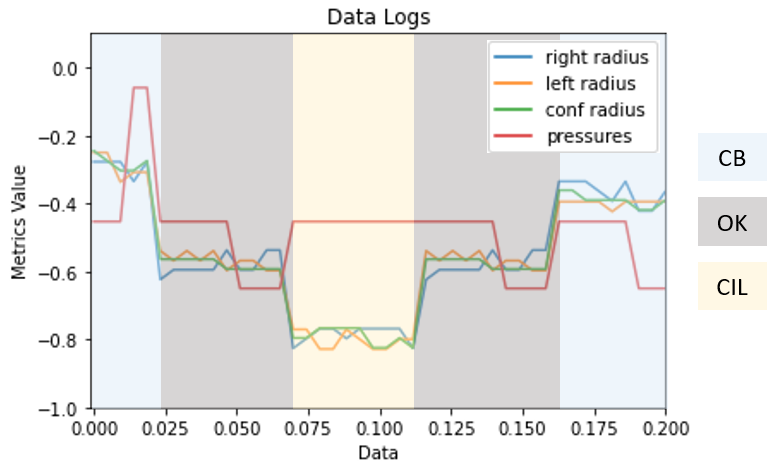 Data Logs
Metrics Value
0.0
−0.2
−0.4
−0.6
−0.8
−1.0
right radius
left radius
conf radius
pressures
0.000 0.025 0.050 0.075 0.100 0.125 0.150 0.175 0.200
Data
CB
OK
CIL